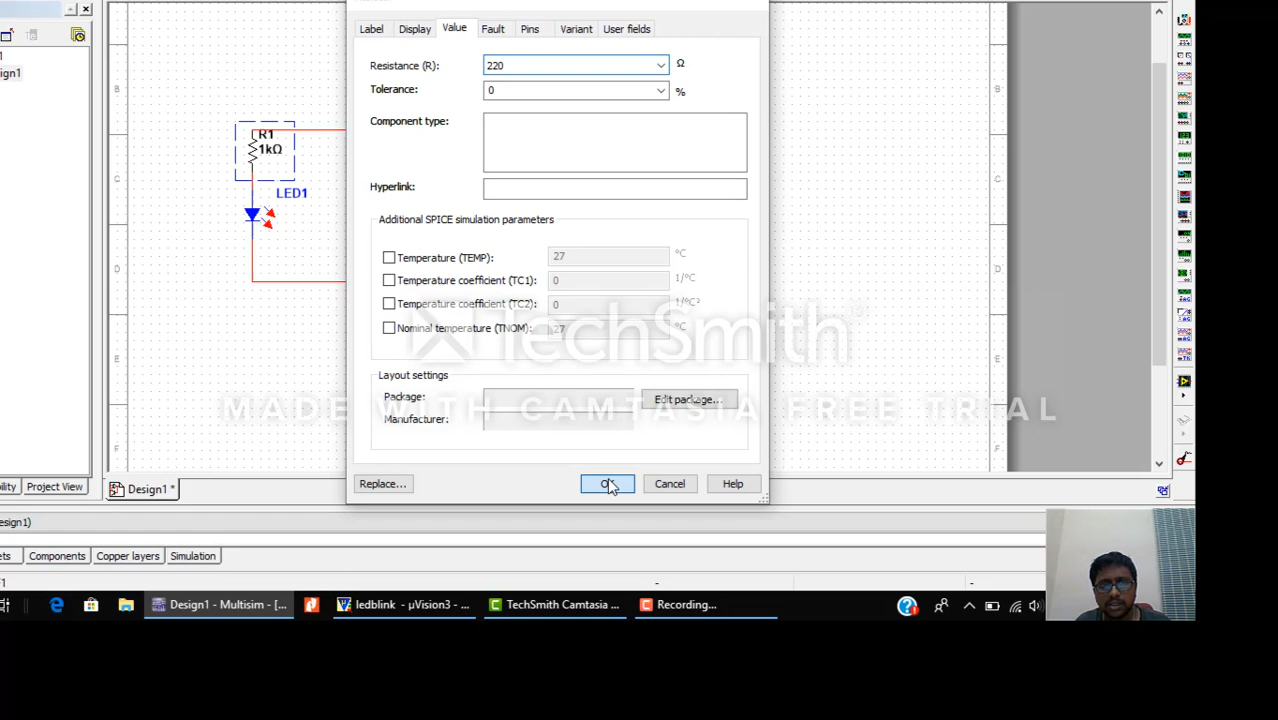 Label Display Value Fault Pins Variant User fields
Resistance (R): 220 Ω
Tolerance: 0 %
Component type:
Hyperlink:
Additional SPICE simulation parameters
Temperature (TEMP): 27 °C
Temperature coefficient (TC1): 0 1/°C
Temperature coefficient (TC2): 0 1/°C²
Nominal temperature (TNOM): 27 °C
Layout settings
Package: Edit package...
Manufacturer:
Replace... Cancel Help
B
C
D
E
F
B
C
D
E
F
R1
1kΩ
LED1
TechSmith
MADE WITH CAMTASIA FREE TRIAL
Project View
Design1 *
Components Copper layers Simulation
Design1 - Multisim - [...
ledblink - µVision3 - ...
TechSmith Camtasia ...
Recording...